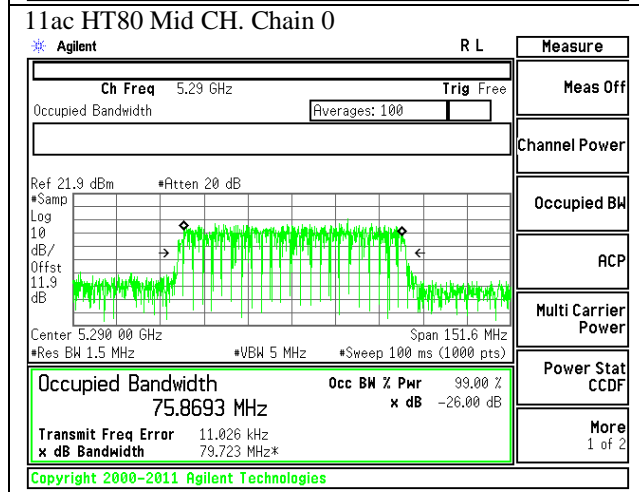 11ac HT80 Mid CH. Chain 0
Agilent R L
Ch Freq 5.29 GHz Trig Free
Occupied Bandwidth Averages: 100
Ref 21.9 dBm #Atten 20 dB
#Samp
Log
10
dB/
Offst
11.9
dB
Center 5.290 00 GHz Span 151.6 MHz
#Res BW 1.5 MHz #VBW 5 MHz #Sweep 100 ms (1000 pts)
Occupied Bandwidth Occ BW % Pwr 99.00 %
75.8693 MHz x dB -26.00 dB
Transmit Freq Error 11.026 kHz
x dB Bandwidth 79.723 MHz*
Copyright 2000-2011 Agilent Technologies
Measure
Meas Off
Channel Power
Occupied BW
ACP
Multi Carrier
Power
Power Stat
CCDF
More
1 of 2